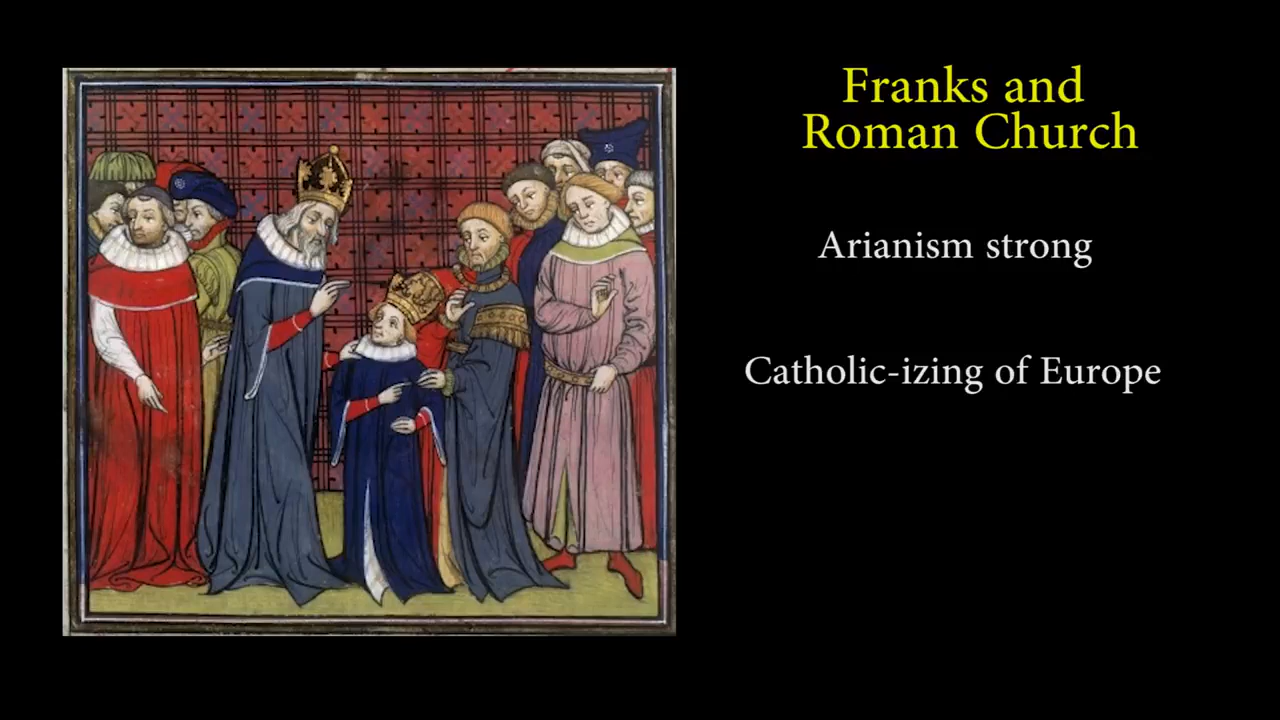 Franks and
Roman Church
Arianism strong
Catholic-izing of Europe